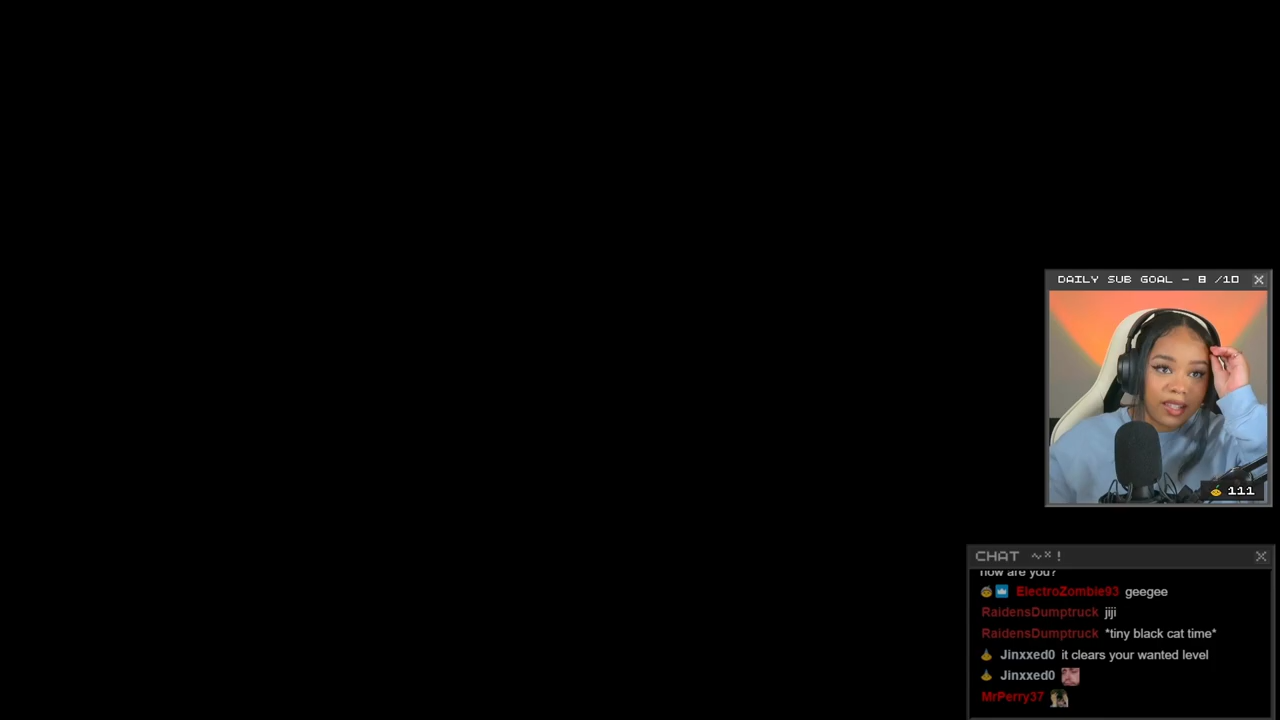 DAILY SUB GOAL - 8 /10
111
CHAT ~× !
how are you?
ElectroZombie93 geegee
RaidensDumptruck jiji
RaidensDumptruck *tiny black cat time*
Jinxxed0 it clears your wanted level
Jinxxed0
MrPerry37